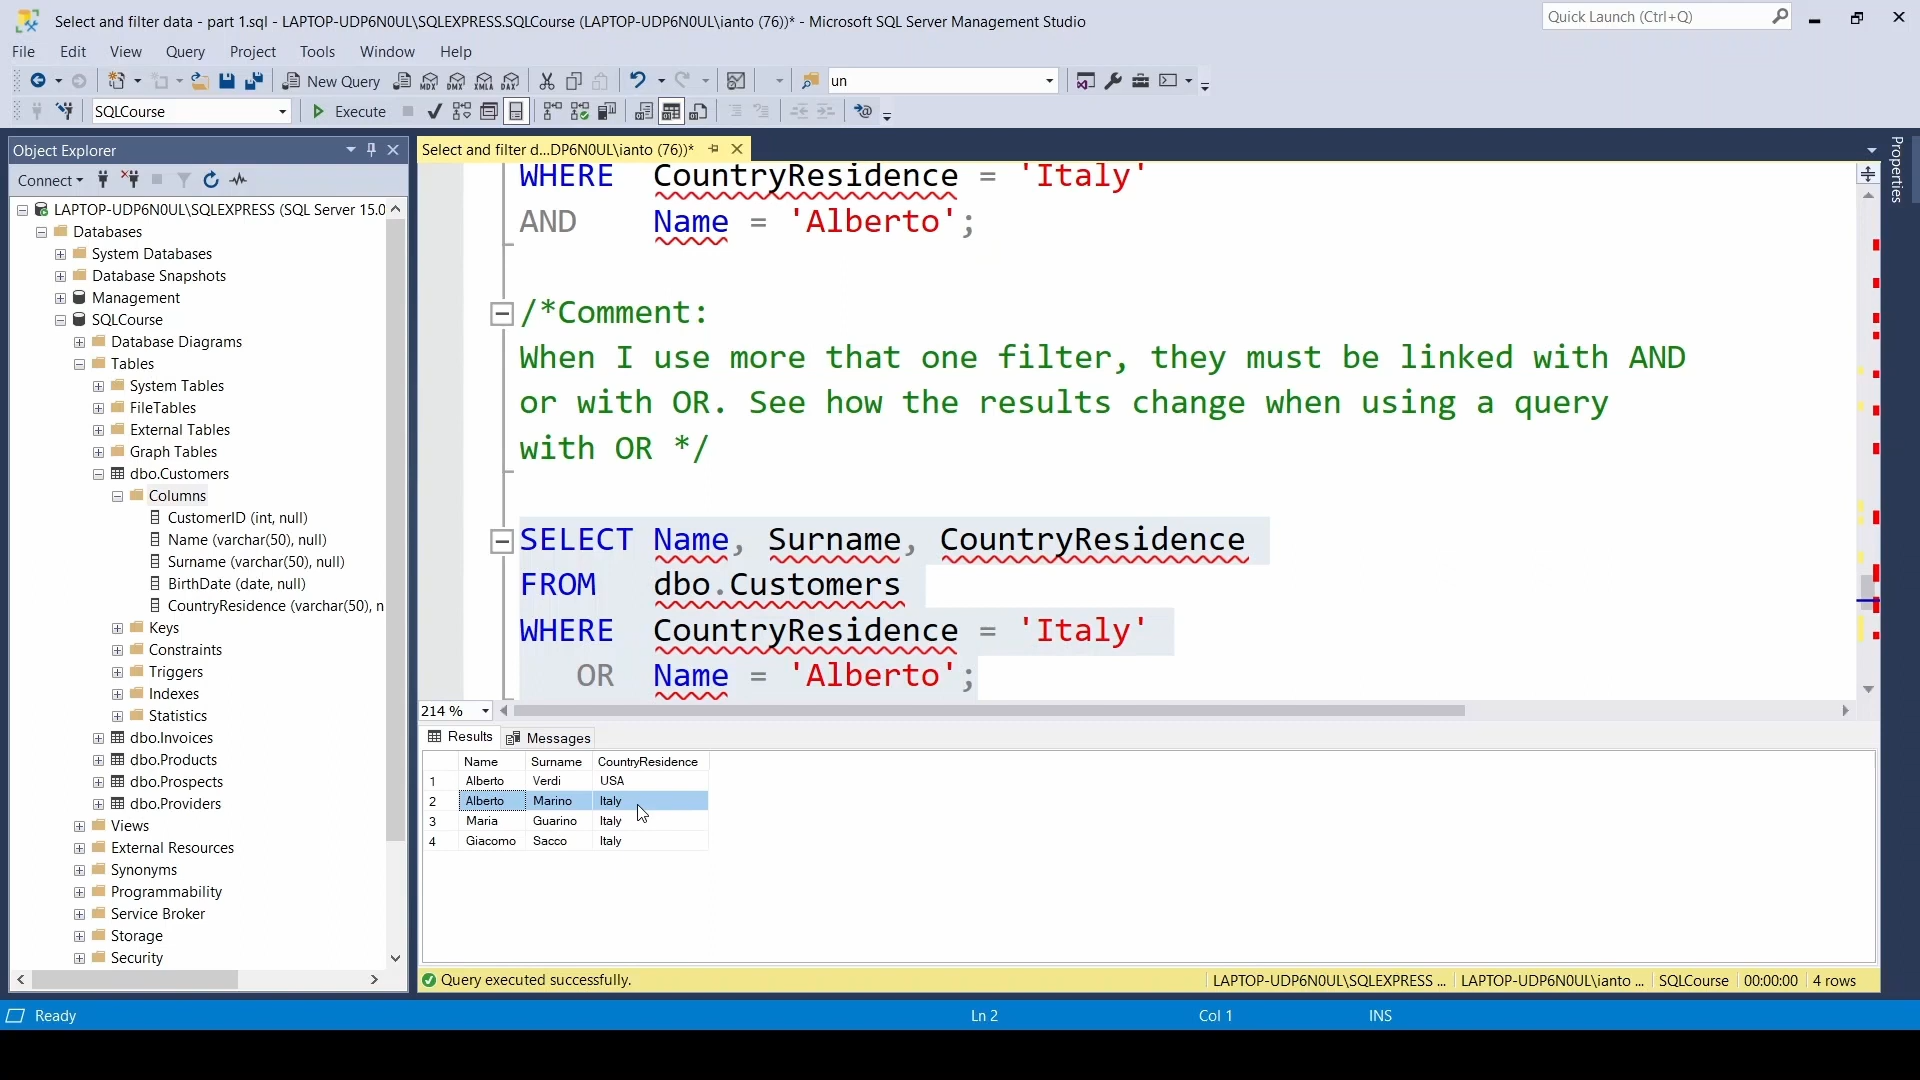 Select and filter data - part 1.sql - LAPTOP-UDP6N0UL\SQLEXPRESS.SQLCourse (LAPTOP-UDP6N0UL\ianto (76))* - Microsoft SQL Server Management Studio
Quick Launch (Ctrl+Q)
File Edit View Query Project Tools Window Help
New Query
MDX DMX XMLA DAX
un
SQLCourse
Execute
Object Explorer
Select and filter d...DP6N0UL\ianto (76))*
Properties
Connect
LAPTOP-UDP6N0UL\SQLEXPRESS (SQL Server 15.0
Databases
System Databases
Database Snapshots
Management
SQLCourse
Database Diagrams
Tables
System Tables
FileTables
External Tables
Graph Tables
dbo.Customers
Columns
CustomerID (int, null)
Name (varchar(50), null)
Surname (varchar(50), null)
BirthDate (date, null)
CountryResidence (varchar(50), n
Keys
Constraints
Triggers
Indexes
Statistics
dbo.Invoices
dbo.Products
dbo.Prospects
dbo.Providers
Views
External Resources
Synonyms
Programmability
Service Broker
Storage
Security
WHERE CountryResidence = 'Italy'
AND Name = 'Alberto';
/*Comment:
When I use more that one filter, they must be linked with AND
or with OR. See how the results change when using a query
with OR */
SELECT Name, Surname, CountryResidence
FROM dbo.Customers
WHERE CountryResidence = 'Italy'
OR Name = 'Alberto';
214 %
Results Messages
Name Surname CountryResidence
1 Alberto Verdi USA
2 Alberto Marino Italy
3 Maria Guarino Italy
4 Giacomo Sacco Italy
Query executed successfully.
LAPTOP-UDP6N0UL\SQLEXPRESS ... LAPTOP-UDP6N0UL\ianto ... SQLCourse 00:00:00 4 rows
Ready
Ln 2
Col 1
INS